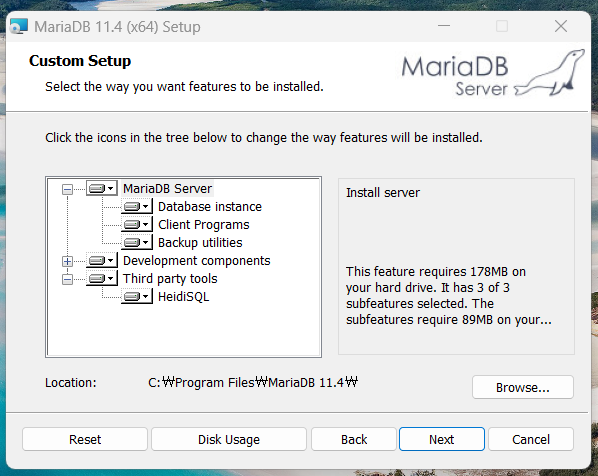 MariaDB 11.4 (x64) Setup
Custom Setup
Select the way you want features to be installed.
MariaDB
Server
Click the icons in the tree below to change the way features will be installed.
MariaDB Server
Database instance
Client Programs
Backup utilities
Development components
Third party tools
HeidiSQL
Install server
This feature requires 178MB on
your hard drive. It has 3 of 3
subfeatures selected. The
subfeatures require 89MB on your...
Location: C:₩Program Files₩MariaDB 11.4₩
Browse...
Reset Disk Usage Back Next Cancel